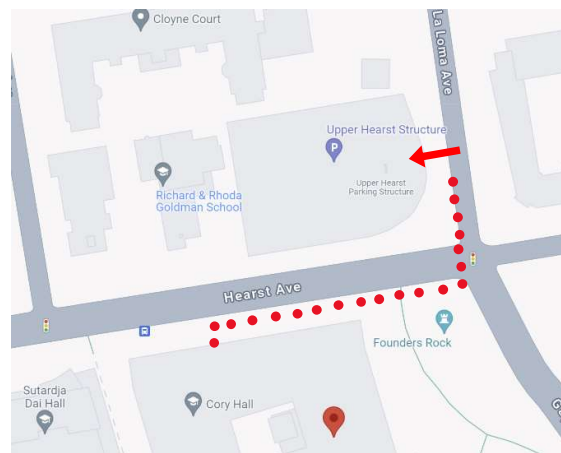 Cloyne Court
La Loma Ave
Upper Hearst Structure
P
Upper Hearst
Parking Structure
Richard & Rhoda
Goldman School
Hearst Ave
Founders Rock
Sutardja
Dai Hall
Cory Hall